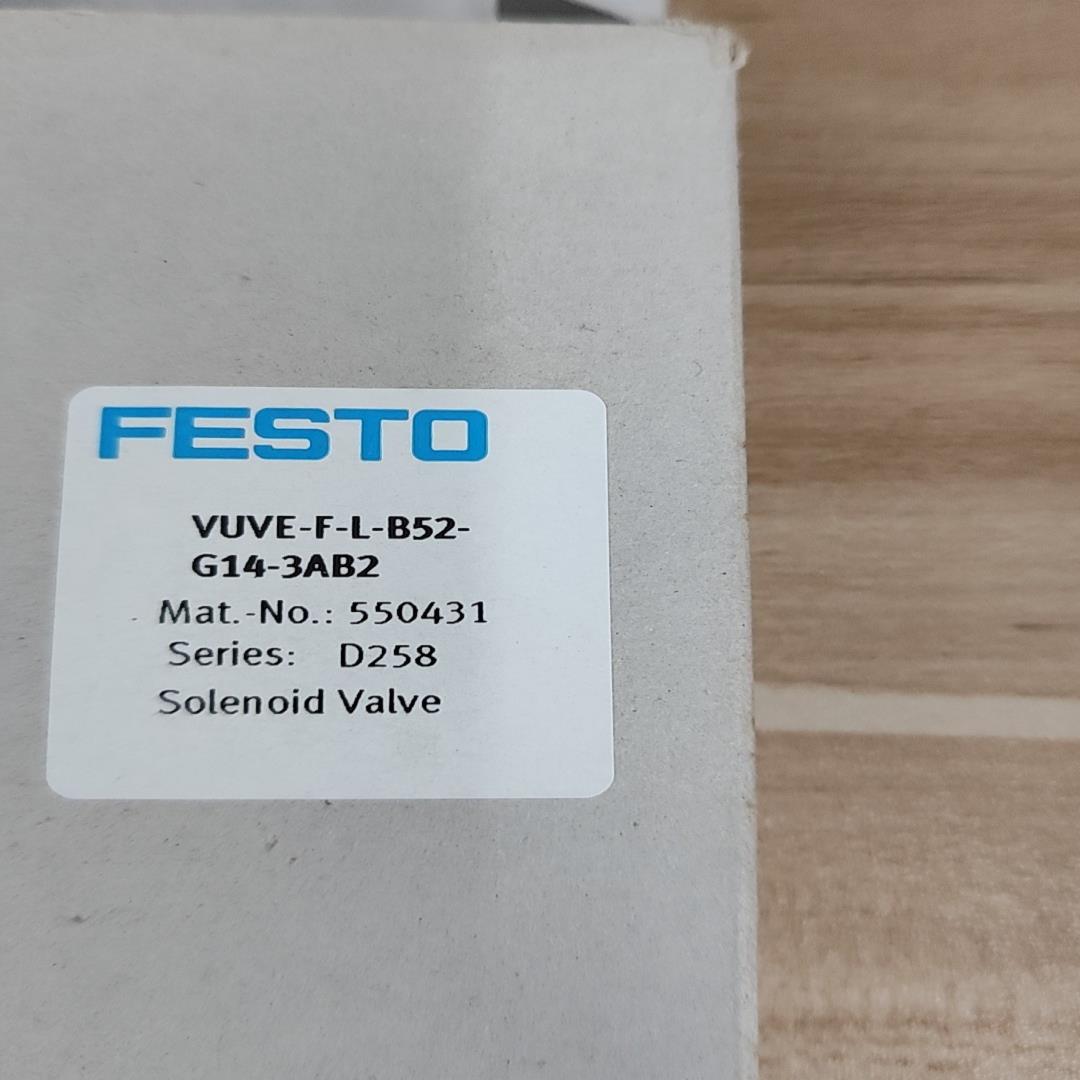 FESTO
VUVE-F-L-B52-
G14-3AB2
Mat.-No.: 550431
Series: D258
Solenoid Valve